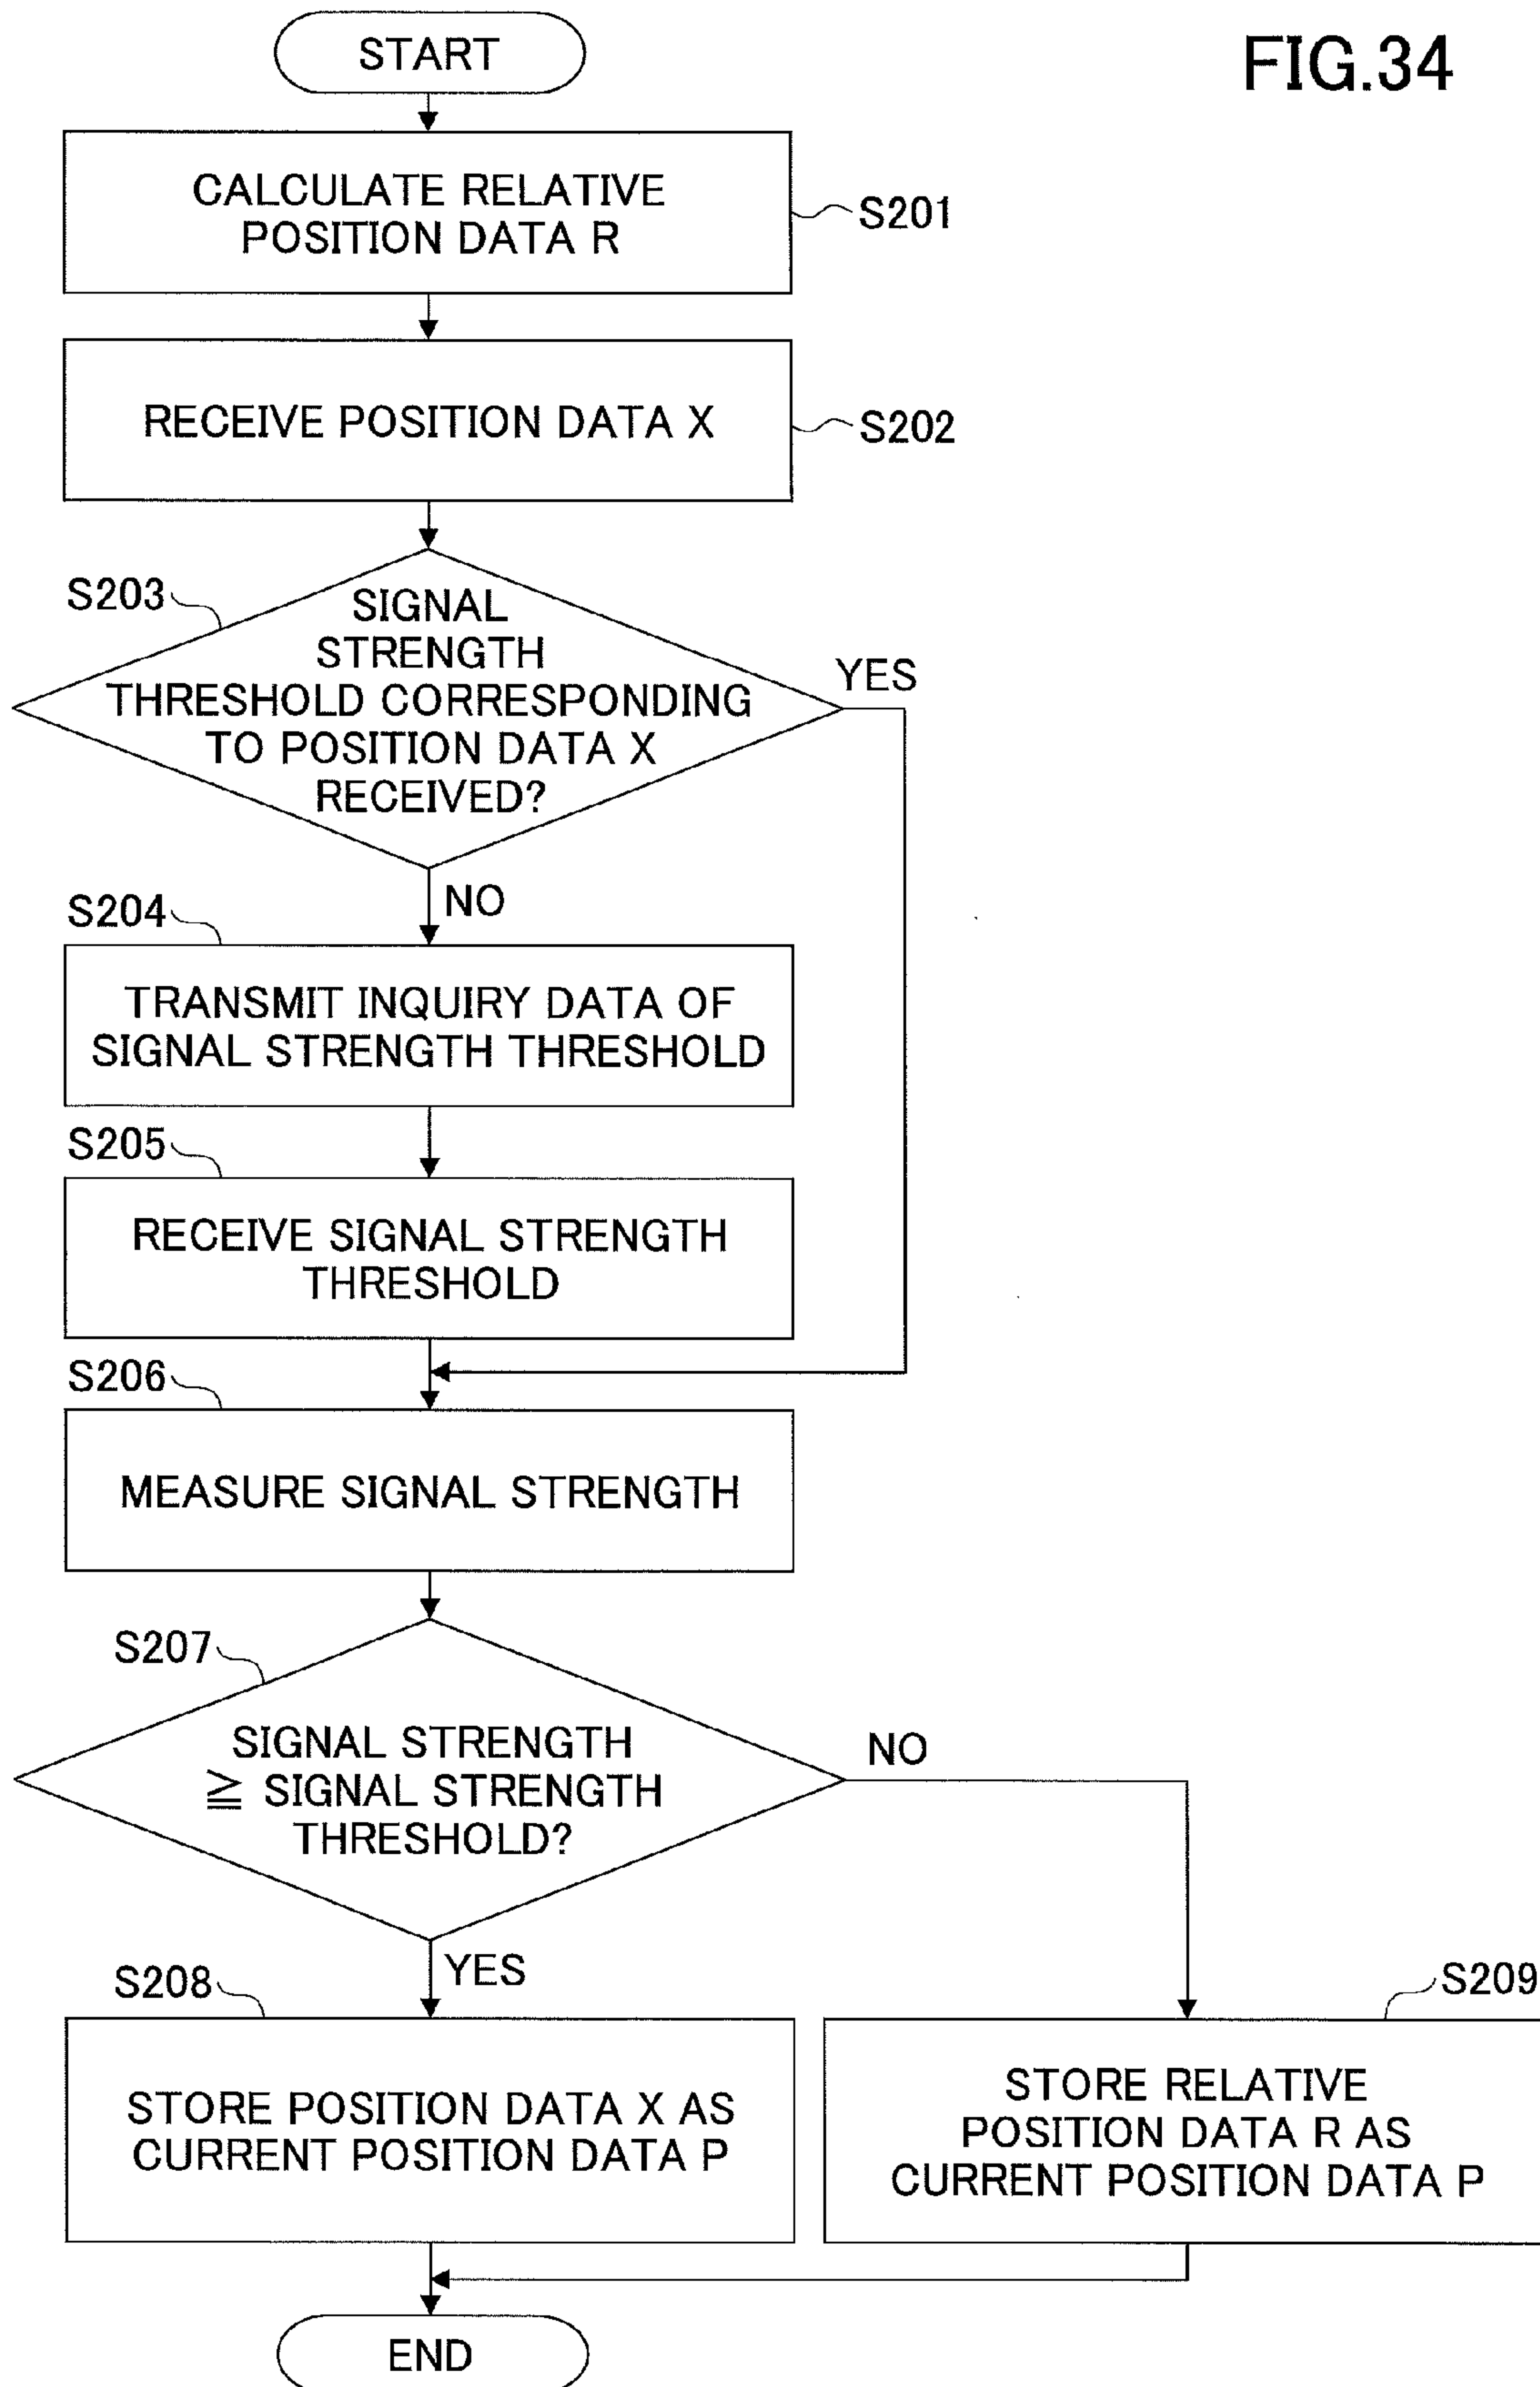 FIG.34
START
CALCULATE RELATIVE
POSITION DATA R
S201
RECEIVE POSITION DATA X
S202
S203
SIGNAL
STRENGTH
THRESHOLD CORRESPONDING
TO POSITION DATA X
RECEIVED?
YES
NO
S204
TRANSMIT INQUIRY DATA OF
SIGNAL STRENGTH THRESHOLD
S205
RECEIVE SIGNAL STRENGTH
THRESHOLD
S206
MEASURE SIGNAL STRENGTH
S207
SIGNAL STRENGTH
≧ SIGNAL STRENGTH
THRESHOLD?
NO
YES
S208
STORE POSITION DATA X AS
CURRENT POSITION DATA P
S209
STORE RELATIVE
POSITION DATA R AS
CURRENT POSITION DATA P
END